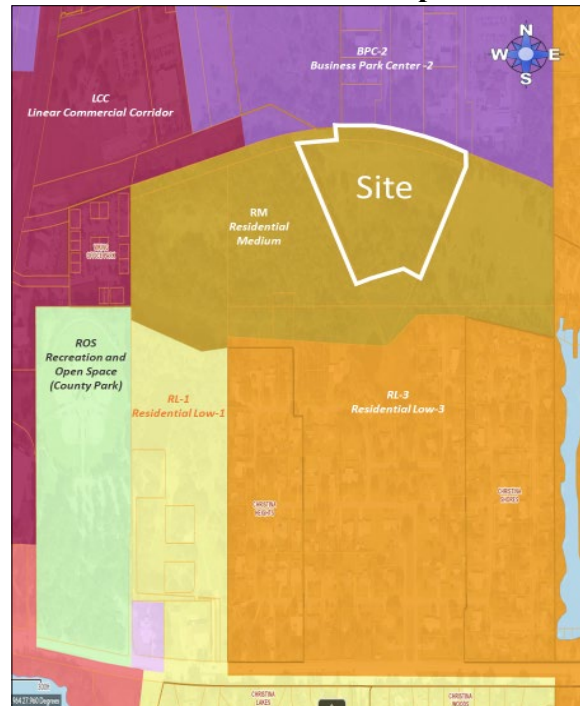 N
W E
S
BPC-2
Business Park Center -2
LCC
Linear Commercial Corridor
Site
RM
Residential
Medium
ROS
Recreation and
Open Space
(County Park)
RL-1
Residential Low-1
RL-3
Residential Low-3
CHRISTINA
HEIGHTS
CHRISTINA
SHORES
CHRISTINA
LAKES
CHRISTINA
WOODS